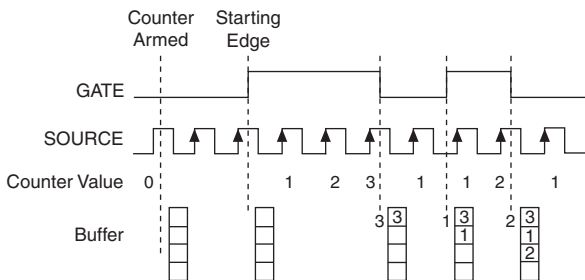 Counter Armed
Starting Edge
GATE
SOURCE
Counter Value 0 1 2 3 1 1 2 1
Buffer
3 3
1 3
1
2 3
1
2